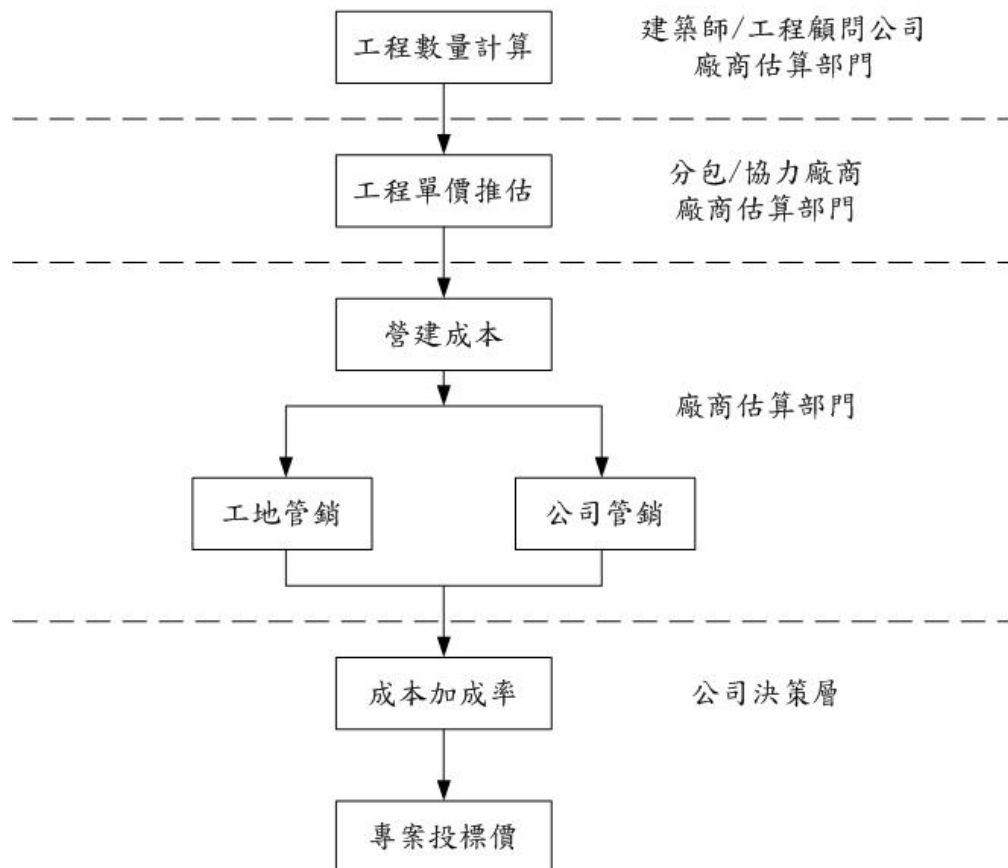 工程數量計算
建築師/工程顧問公司
廠商估算部門
工程單價推估
分包/協力廠商
廠商估算部門
營建成本
廠商估算部門
工地管銷
公司管銷
成本加成率
公司決策層
專案投標價